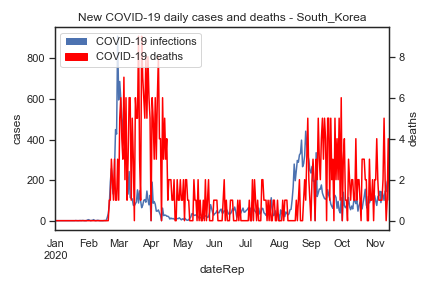 New COVID-19 daily cases and deaths - South_Korea
COVID-19 infections
COVID-19 deaths
800
600
400
200
0
cases
8
6
4
2
0
deaths
Jan Feb Mar Apr May Jun Jul Aug Sep Oct Nov
2020
dateRep